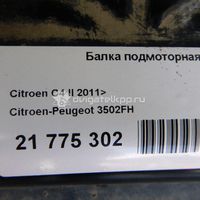 Балка подмоторная
Citroen C4 II 2011>
Citroen-Peugeot 3502FH
21 775 302